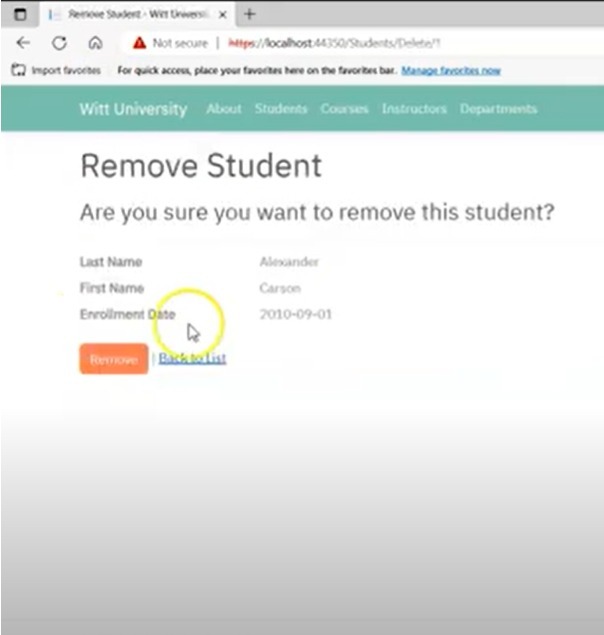 Remove Student - Witt Universi
Not secure | https://localhost:44350/Students/Delete/1
Import favorites For quick access, place your favorites here on the favorites bar. Manage favorites now
Witt University About Students Courses Instructors Departments
Remove Student
Are you sure you want to remove this student?
Last Name Alexander
First Name Carson
Enrollment Date 2010-09-01
Remove | Back to List